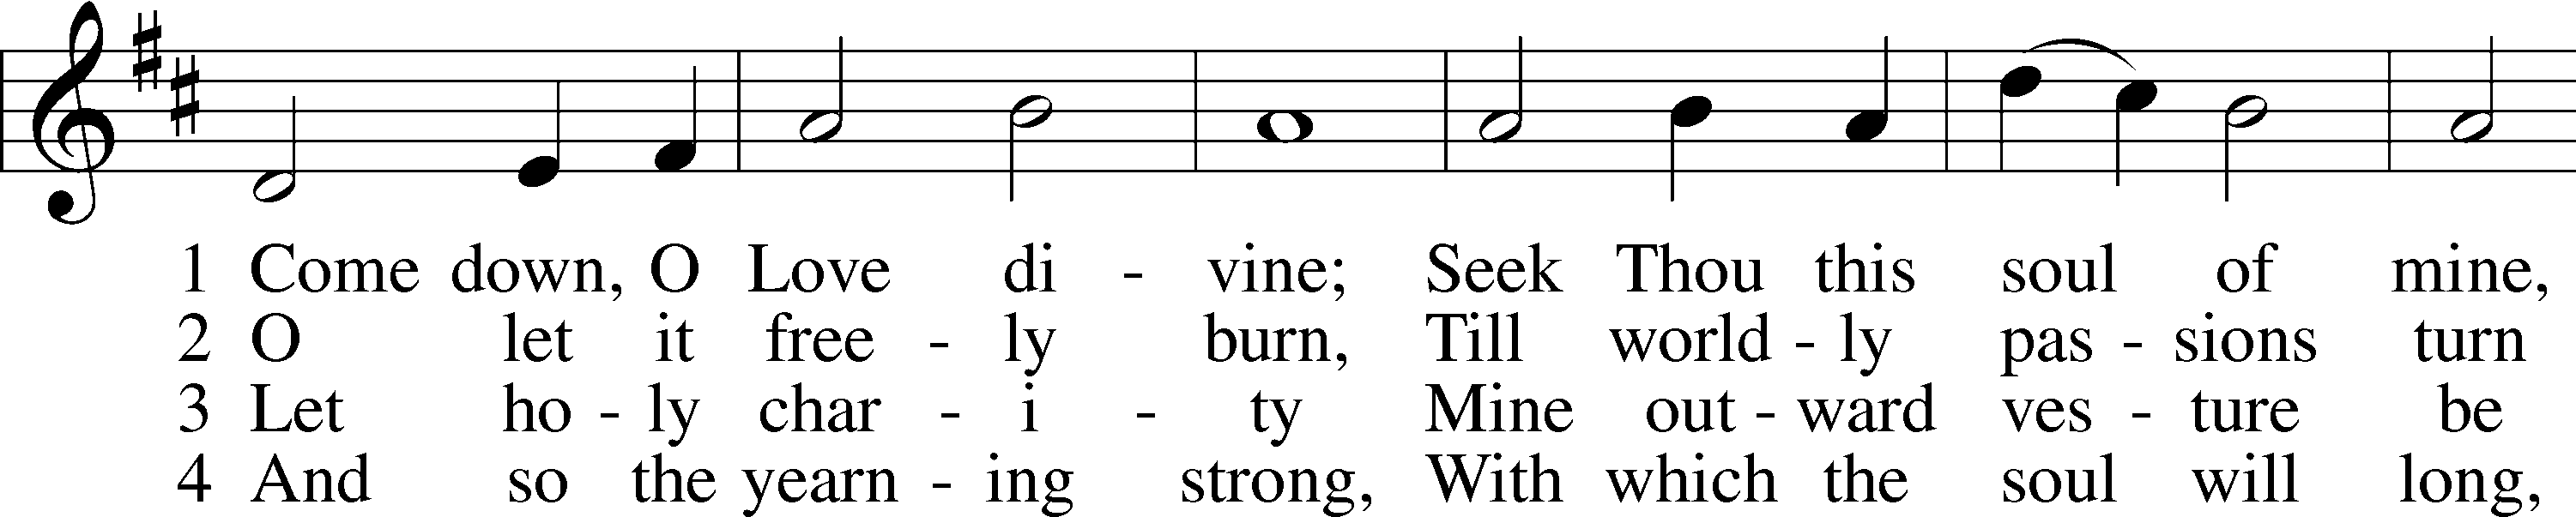 1 Come down, O Love di - vine; Seek Thou this soul of mine,
2 O let it free - ly burn, Till world - ly pas - sions turn
3 Let ho - ly char - i - ty Mine out - ward ves - ture be
4 And so the yearn - ing strong, With which the soul will long,